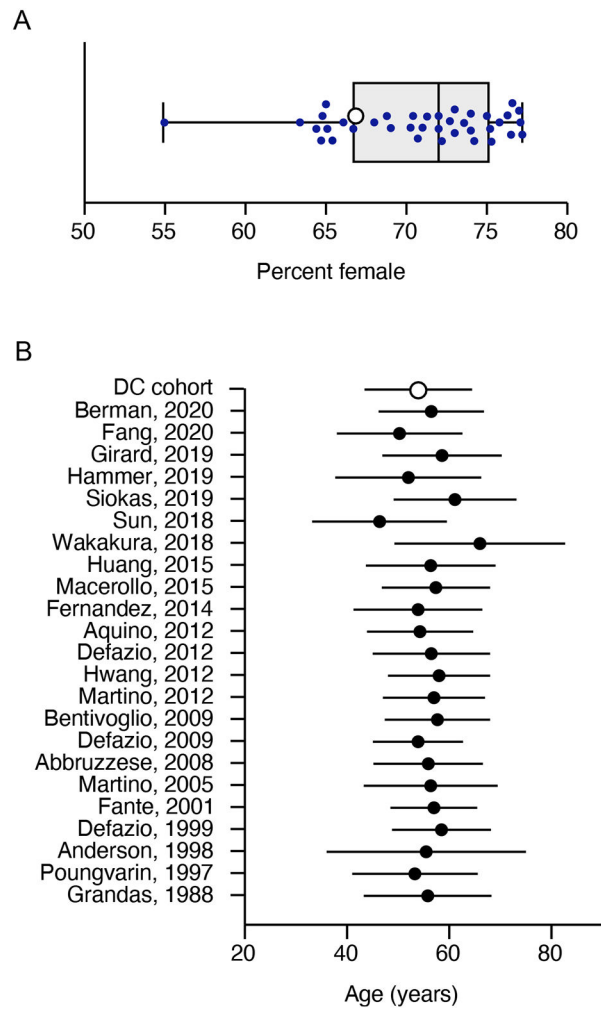 A
50 55 60 65 70 75 80
Percent female
B
DC cohort
Berman, 2020
Fang, 2020
Girard, 2019
Hammer, 2019
Siokas, 2019
Sun, 2018
Wakakura, 2018
Huang, 2015
Macerollo, 2015
Fernandez, 2014
Aquino, 2012
Defazio, 2012
Hwang, 2012
Martino, 2012
Bentivoglio, 2009
Defazio, 2009
Abbruzzese, 2008
Martino, 2005
Fante, 2001
Defazio, 1999
Anderson, 1998
Poungvarin, 1997
Grandas, 1988
20 40 60 80
Age (years)